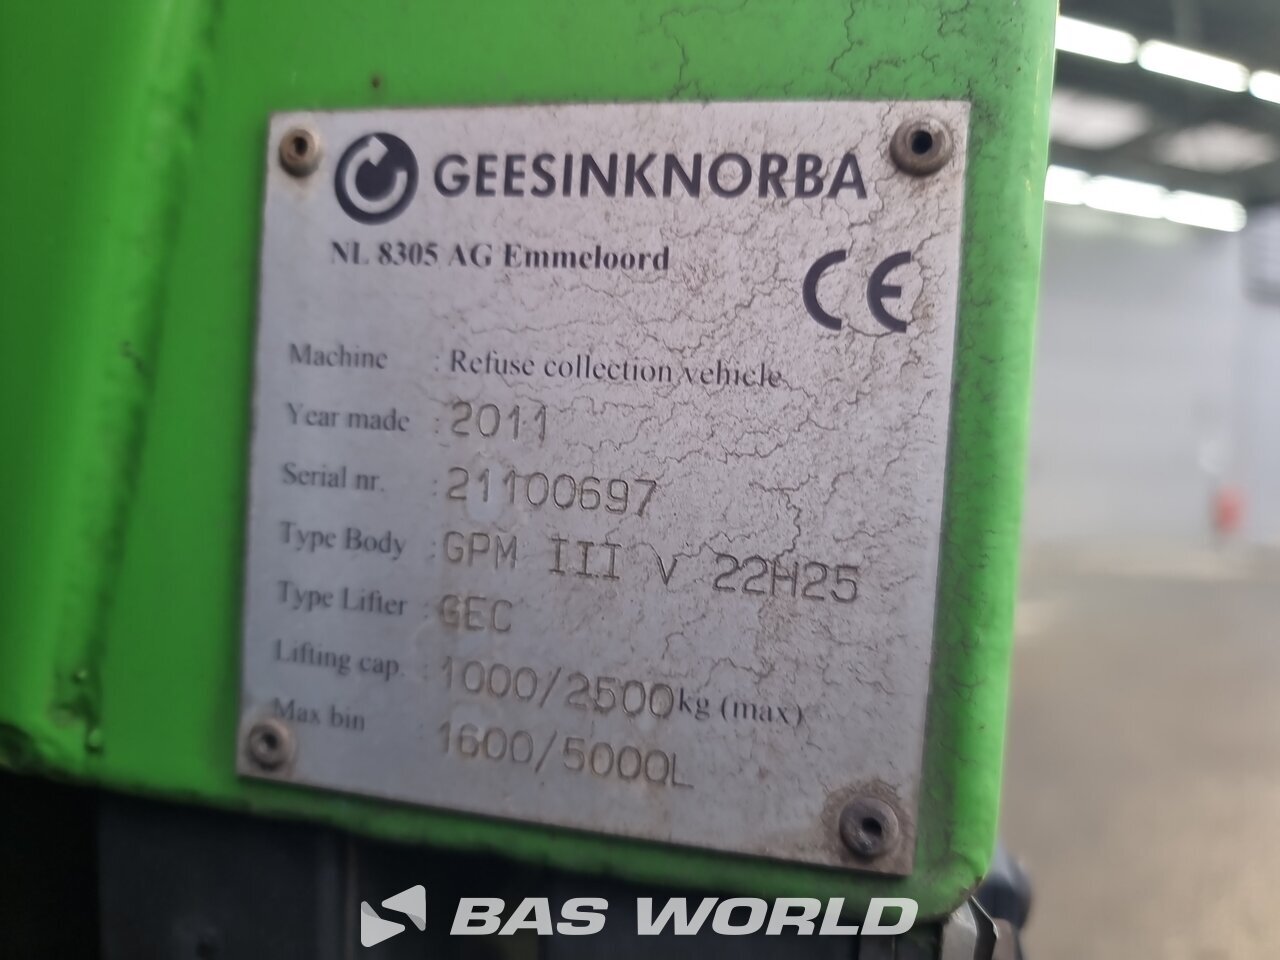 GEESINKNORBA
NL 8305 AG Emmeloord
CE
Machine : Refuse collection vehicle
Year made : 2011
Serial nr. : 21100697
Type Body : GPM III V 22H25
Type Lifter : GEC
Lifting cap. : 1000/2500kg (max)
Max bin : 1600/5000L
BAS WORLD